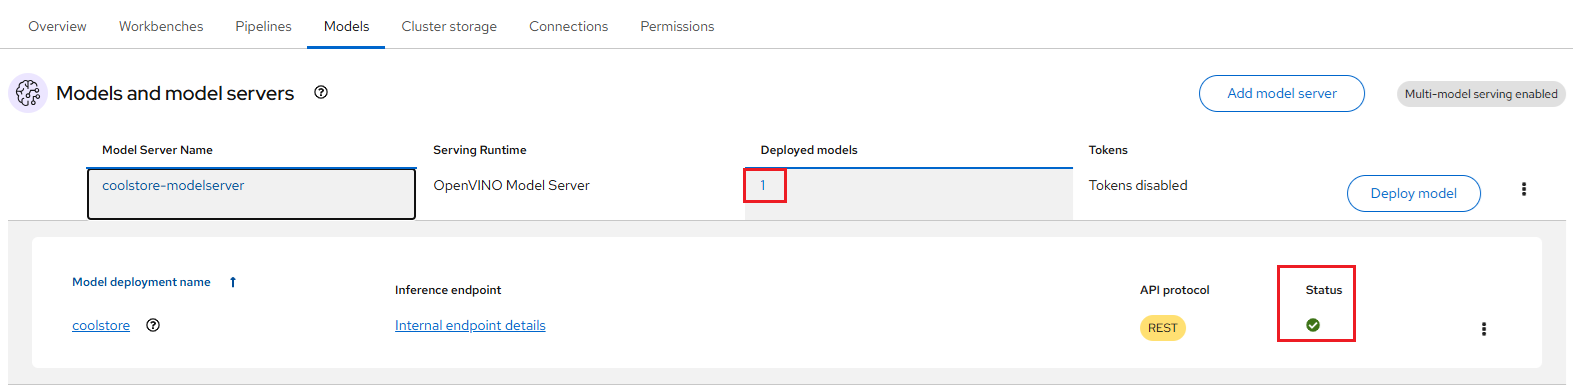 Overview Workbenches Pipelines Models Cluster storage Connections Permissions
Models and model servers
Add model server
Multi-model serving enabled
Model Server Name Serving Runtime Deployed models Tokens
coolstore-modelserver OpenVINO Model Server 1 Tokens disabled Deploy model
Model deployment name Inference endpoint API protocol Status
coolstore Internal endpoint details REST